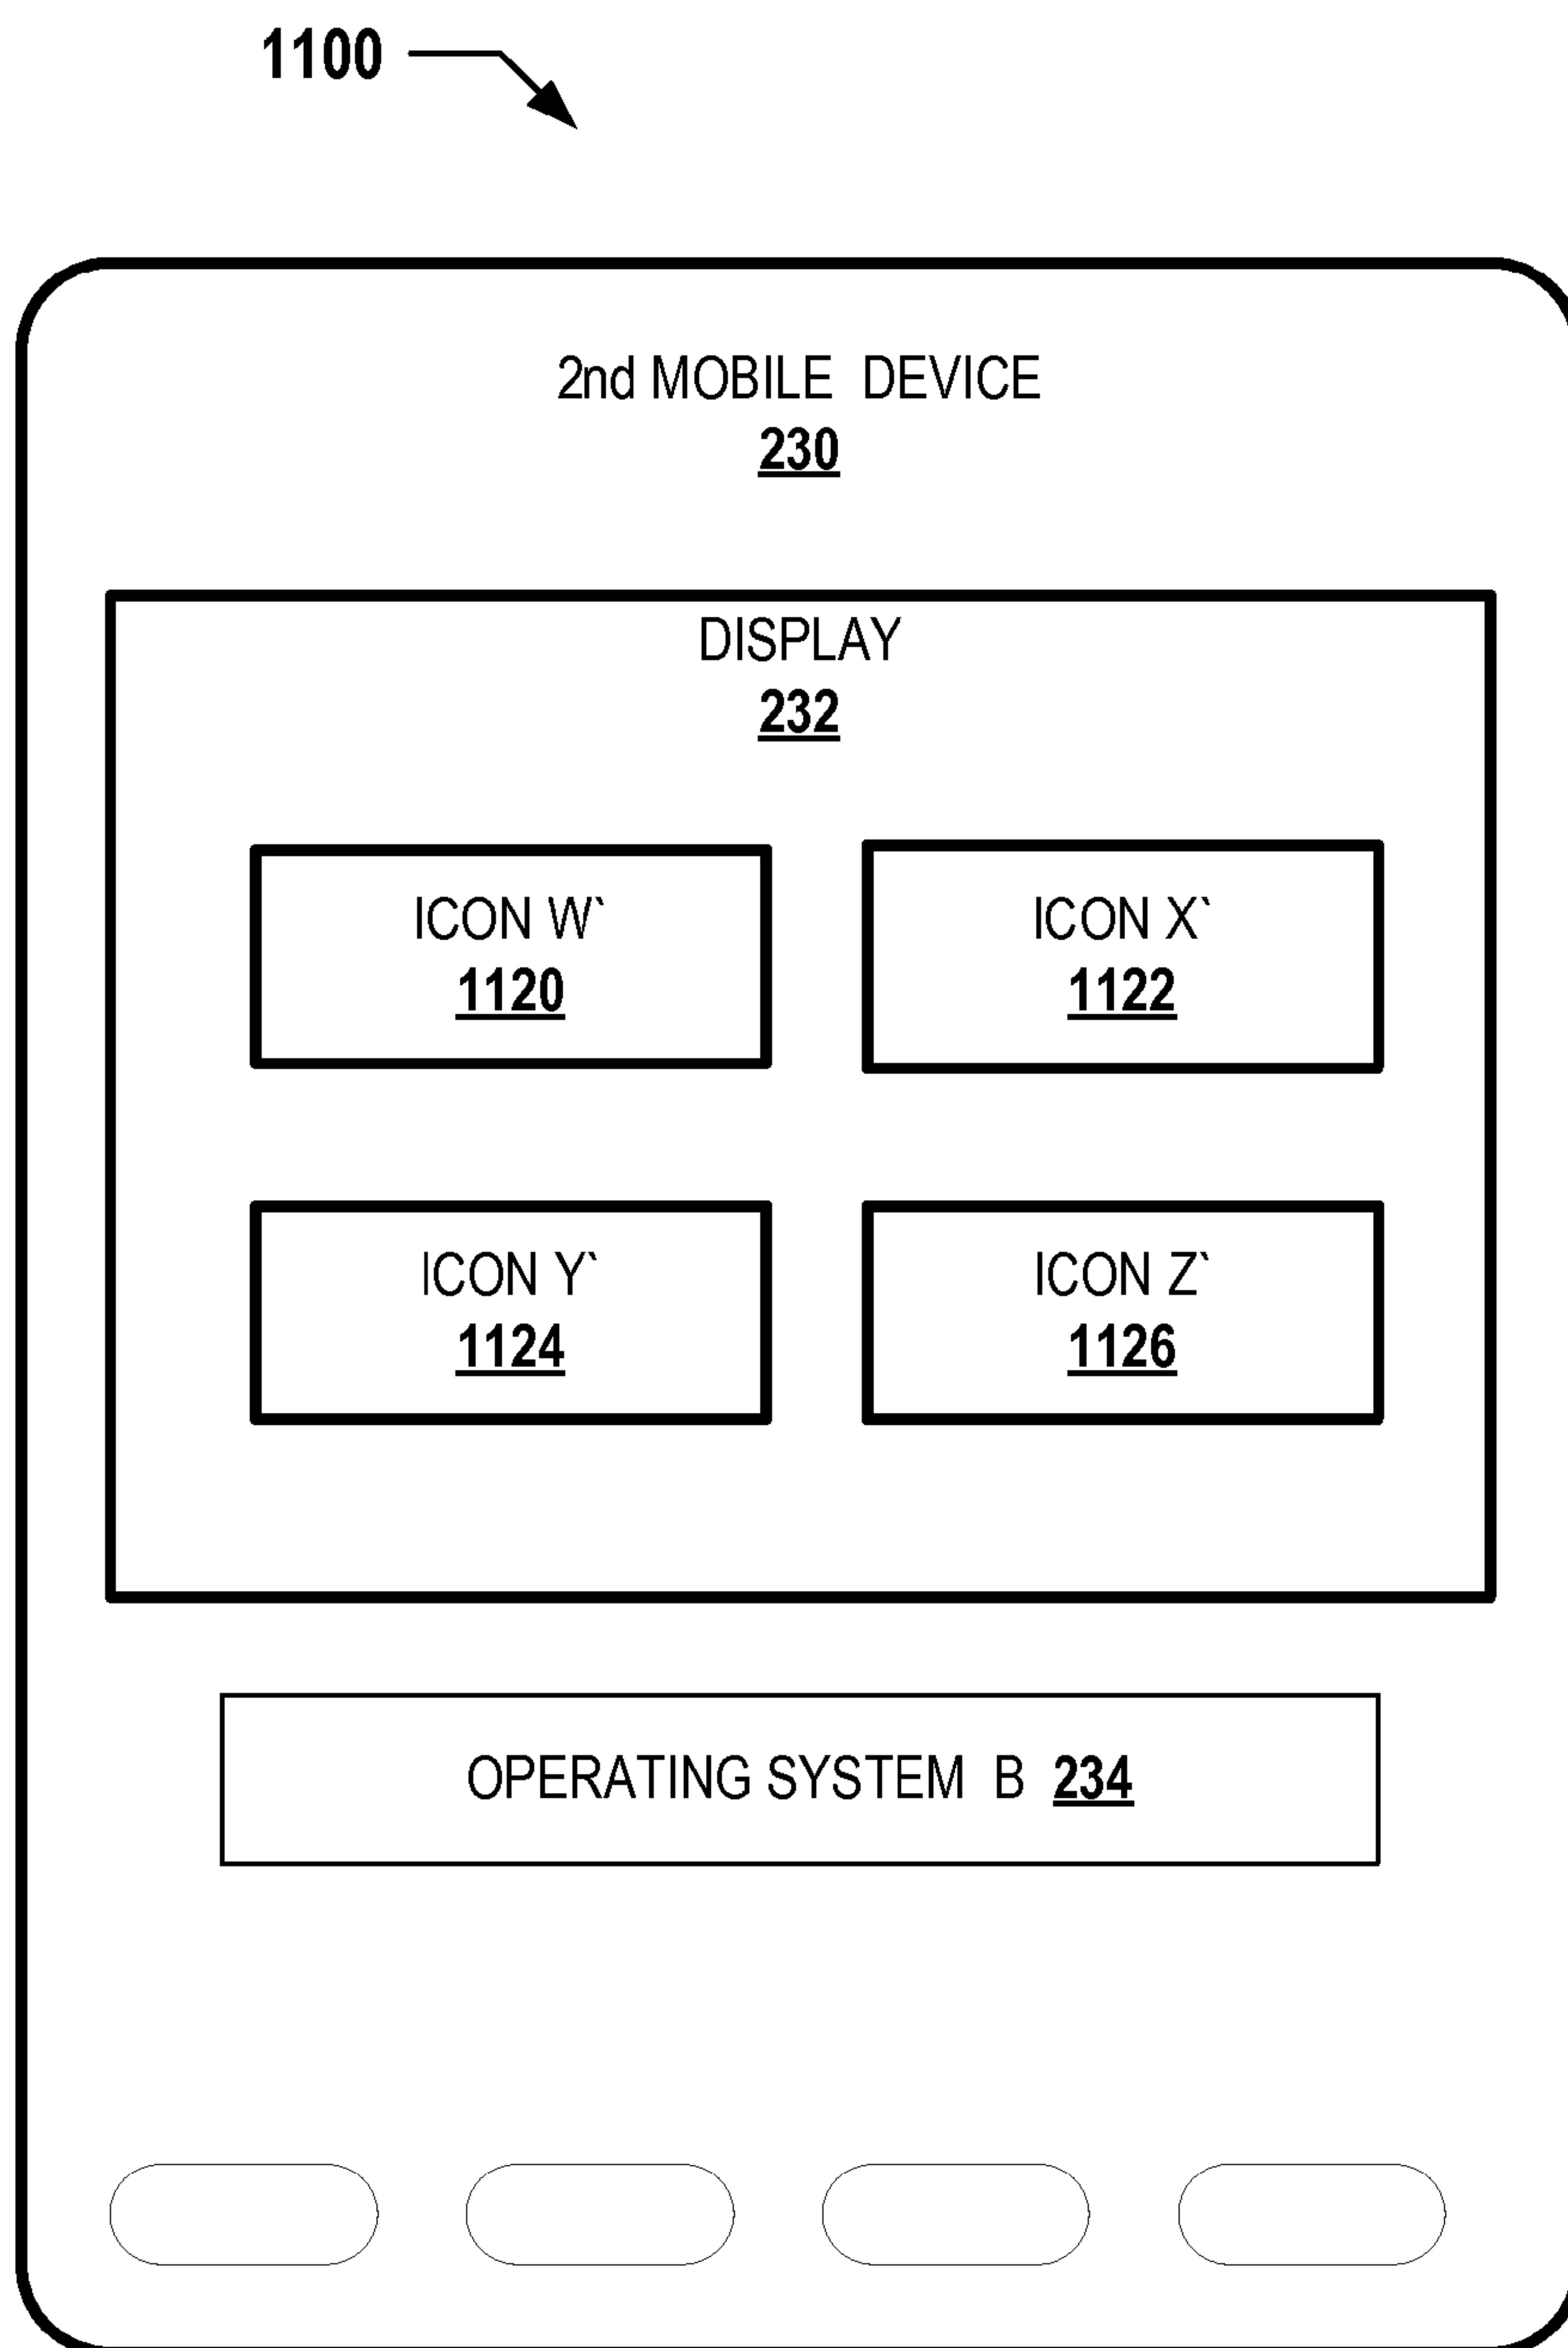 1100
2nd MOBILE DEVICE
230
DISPLAY
232
ICON W`
1120
ICON X`
1122
ICON Y`
1124
ICON Z`
1126
OPERATING SYSTEM B 234